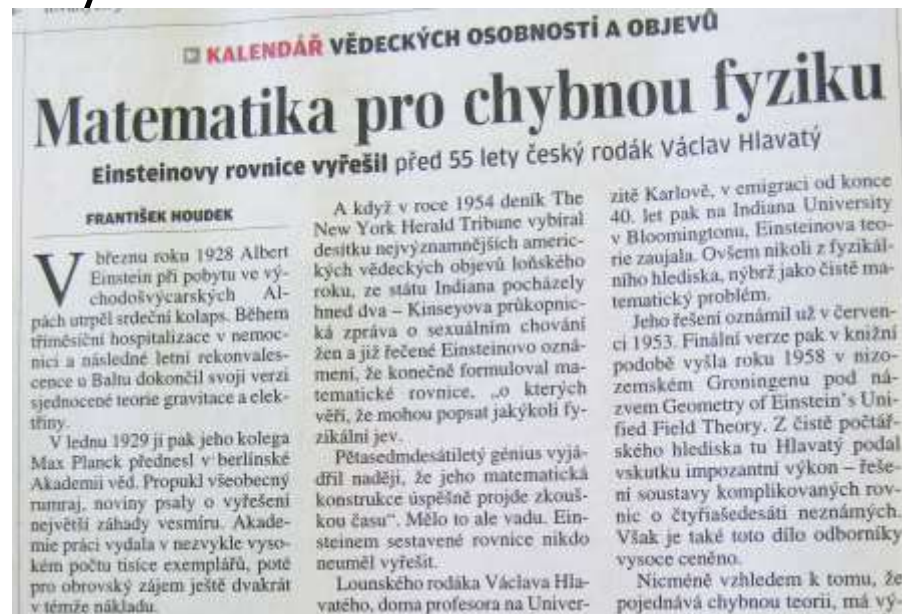 KALENDÁŘ VĚDECKÝCH OSOBNOSTÍ A OBJEVŮ
Matematika pro chybnou fyziku
Einsteinovy rovnice vyřešil před 55 lety český rodák Václav Hlavatý
FRANTIŠEK HOUDEK
V březnu roku 1928 Albert
Einstein při pobytu ve vý-
chodošvýcarských Al-
pách utrpěl srdeční kolaps. Během
tříměsíční hospitalizace v nemoc-
nici a následné letní rekonvales-
cence u Baltu dokončil svoji verzi
sjednocené teorie gravitace a elek-
třiny.
V lednu 1929 ji pak jeho kolega
Max Planck přednesl v berlínské
Akademii věd. Propukl všeobecný
rumraj, noviny psaly o vyřešení
největší záhady vesmíru. Akade-
mie práci vydala v nezvykle vyso-
kém počtu tisíce exemplářů, poté
pro obrovský zájem ještě dvakrát
v témže nákladu.
A když v roce 1954 deník The
New York Herald Tribune vybíral
desítku nejvýznamnějších americ-
kých vědeckých objevů loňského
roku, ze státu Indiana pocházely
hned dva – Kinseyova průkopnic-
ká zpráva o sexuálním chování
žen a již řečené Einsteinovo ozná-
mení, že konečně formuloval ma-
tematické rovnice, „o kterých
věří, že mohou popsat jakýkoli fy-
zikální jev.
Pětasedmdesátiletý génius vyjá-
dřil naději, že jeho matematická
konstrukce úspěšně projde zkouš-
kou času“. Mělo to ale vadu. Ein-
steinem sestavené rovnice nikdo
neuměl vyřešit.
Lounského rodáka Václava Hla-
vatého, doma profesora na Univer-
zitě Karlově, v emigraci od konce
40. let pak na Indiana University
v Bloomingtonu, Einsteinova teo-
rie zaujala. Ovšem nikoli z fyzikál-
ního hlediska, nýbrž jako čistě ma-
tematický problém.
Jeho řešení oznámil už v červen-
ci 1953. Finální verze pak v knižní
podobě vyšla roku 1958 v nizo-
zemském Groningenu pod ná-
zvem Geometry of Einstein's Uni-
fied Field Theory. Z čistě počtář-
ského hlediska tu Hlavatý podal
vskutku impozantní výkon – řeše-
ní soustavy komplikovaných rov-
nic o čtyřiašedesáti neznámých.
Však je také toto dílo odborníky
vysoce ceněno.
Nicméně vzhledem k tomu, že
pojednává chybnou teorii, má vý-